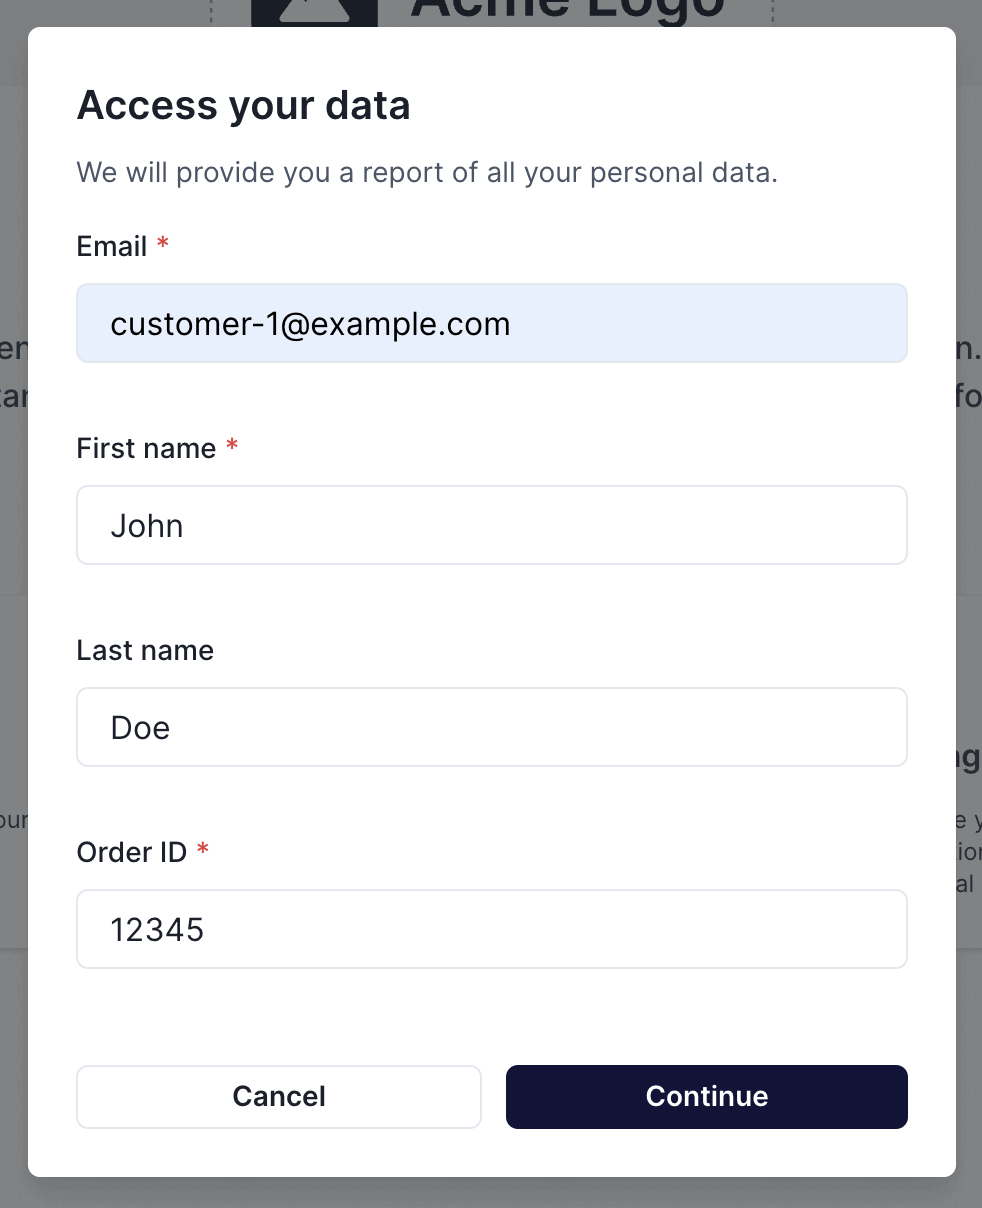 Acme Logo
Access your data
We will provide you a report of all your personal data.
Email *
customer-1@example.com
First name *
John
Last name
Doe
Order ID *
12345
Cancel
Continue